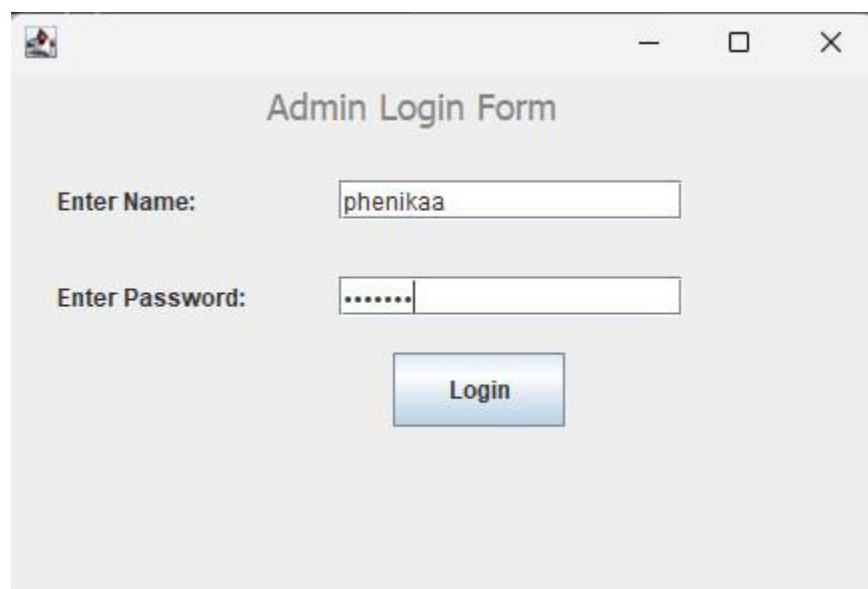 Admin Login Form
Enter Name: phenikaa
Enter Password: •••••••
Login